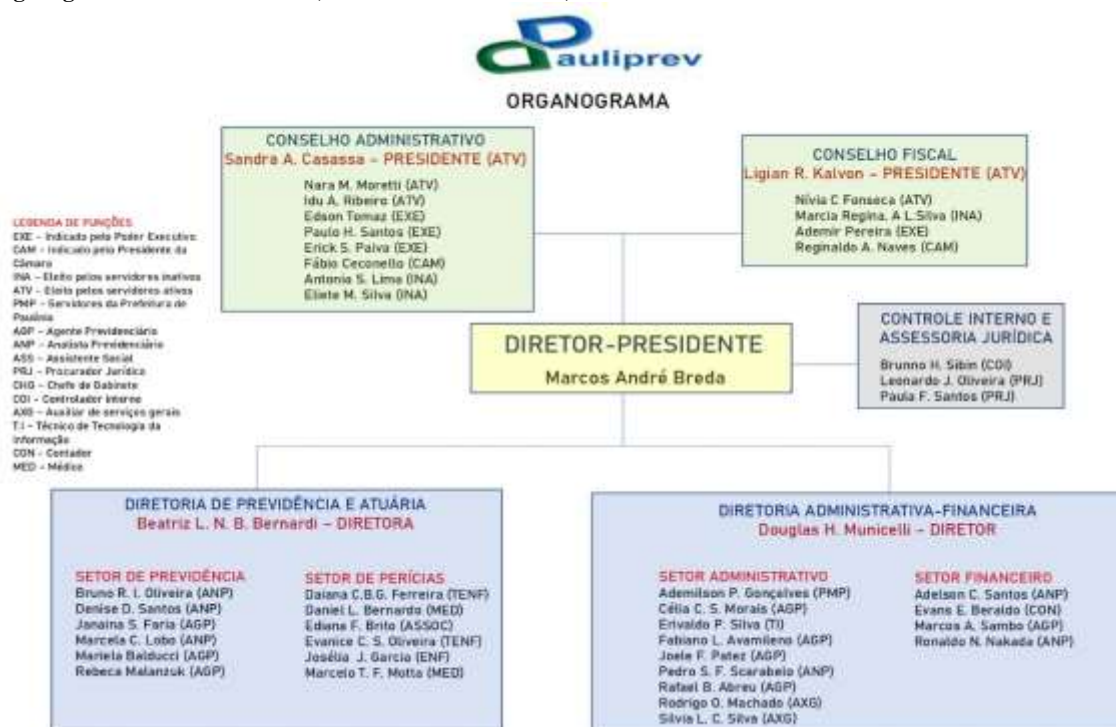 Pauliprev
ORGANOGRAMA
CONSELHO ADMINISTRATIVO
Sandra A. Casassa – PRESIDENTE (ATV)
Nara M. Moretti (ATV)
Idu A. Ribeiro (ATV)
Edson Tomaz (EXE)
Paulo H. Santos (EXE)
Erick S. Paiva (EXE)
Fábio Ceconello (CAM)
Antonio S. Lima (INA)
Eliete M. Silva (INA)
CONSELHO FISCAL
Ligian R. Kalvon – PRESIDENTE (ATV)
Nívia C Fonseca (ATV)
Marcia Regina. A L.Silva (INA)
Ademir Pereira (EXE)
Reginaldo A. Naves (CAM)
LEGENDA DE FUNÇÕES
EXE – Indicado pelo Poder Executivo
CAM – Indicado pelo Presidente da
Câmara
INA – Eleito pelos servidores inativos
ATV – Eleito pelos servidores ativos
PMP – Servidores da Prefeitura de
Paulínia
AGP – Agente Previdenciário
ANP – Analista Previdenciário
ASS – Assistente Social
PRJ – Procurador Jurídico
CHG – Chefe de Gabinete
COI – Controlador Interno
AXG – Auxiliar de serviços gerais
T.I – Técnico de Tecnologia da
Informação
CON – Contador
MED – Médico
DIRETOR-PRESIDENTE
Marcos André Breda
CONTROLE INTERNO E
ASSESSORIA JURÍDICA
Brunno H. Sibin (COI)
Leonardo J. Oliveira (PRJ)
Paula F. Santos (PRJ)
DIRETORIA DE PREVIDÊNCIA E ATUÁRIA
Beatriz L. N. B. Bernardi – DIRETORA
SETOR DE PREVIDÊNCIA
Bruno R. I. Oliveira (ANP)
Denise D. Santos (ANP)
Janaina S. Faria (AGP)
Marcela C. Lobo (ANP)
Mariela Balducci (AGP)
Rebeca Malanzuk (AGP)
SETOR DE PERÍCIAS
Daiana C.B.G. Ferreira (TENF)
Daniel L. Bernardo (MED)
Ediana F. Brito (ASSOC)
Evanice C. S. Oliveira (TENF)
Josélia J. Garcia (ENF)
Marcelo T. F. Motta (MED)
DIRETORIA ADMINISTRATIVA-FINANCEIRA
Douglas H. Municelli – DIRETOR
SETOR ADMINISTRATIVO
Ademilson P. Gonçalves (PMP)
Célia C. S. Morais (AGP)
Erivaldo P. Silva (TI)
Fabiano L. Avamileno (AGP)
Joele F. Patez (AGP)
Pedro S. F. Scarabelo (ANP)
Rafael B. Abreu (AGP)
Rodrigo O. Machado (AXG)
Silvia L. C. Silva (AXG)
SETOR FINANCEIRO
Adelson C. Santos (ANP)
Evans E. Beraldo (CON)
Marcos A. Sambo (AGP)
Ronaldo N. Nakada (ANP)